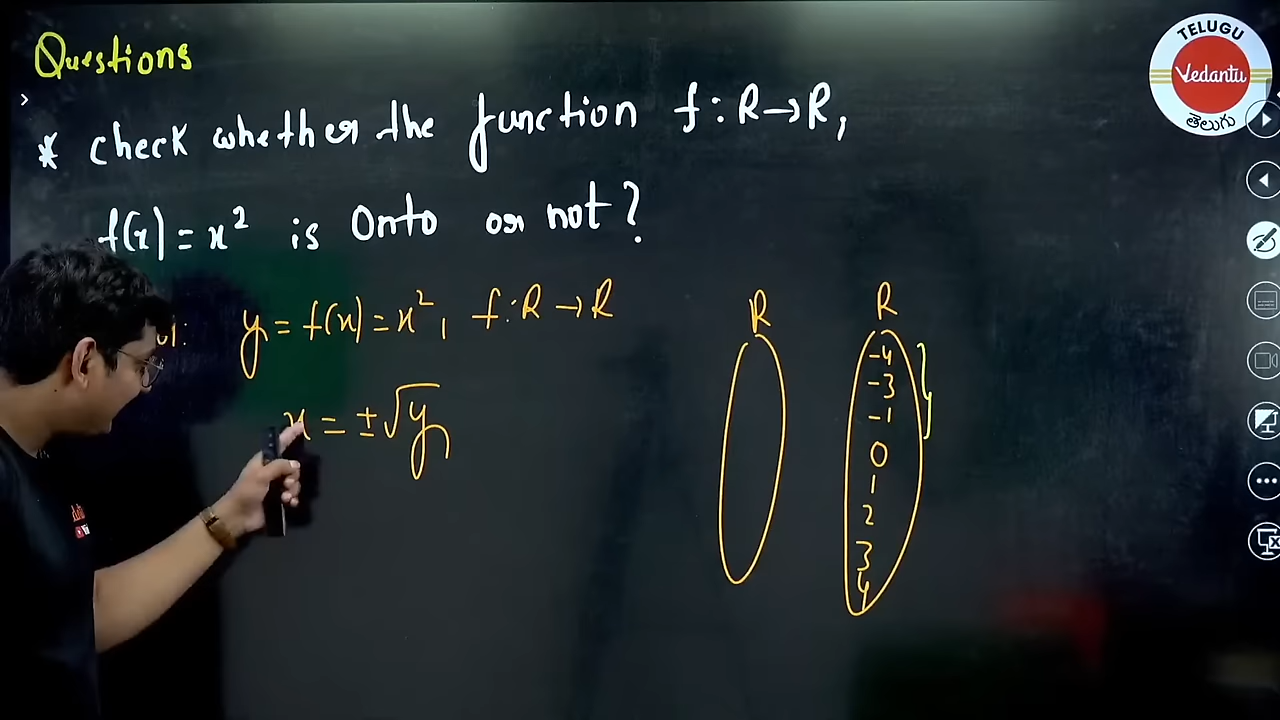 Questions
* check whether the function f : R→R,
f(x) = x² is Onto or not?
y = f(x) = x², f: R → R
x = ±√y
R
R
-4
-3
-1
0
1
2
3
4
y
TELUGU
Vedantu
తెలుగు